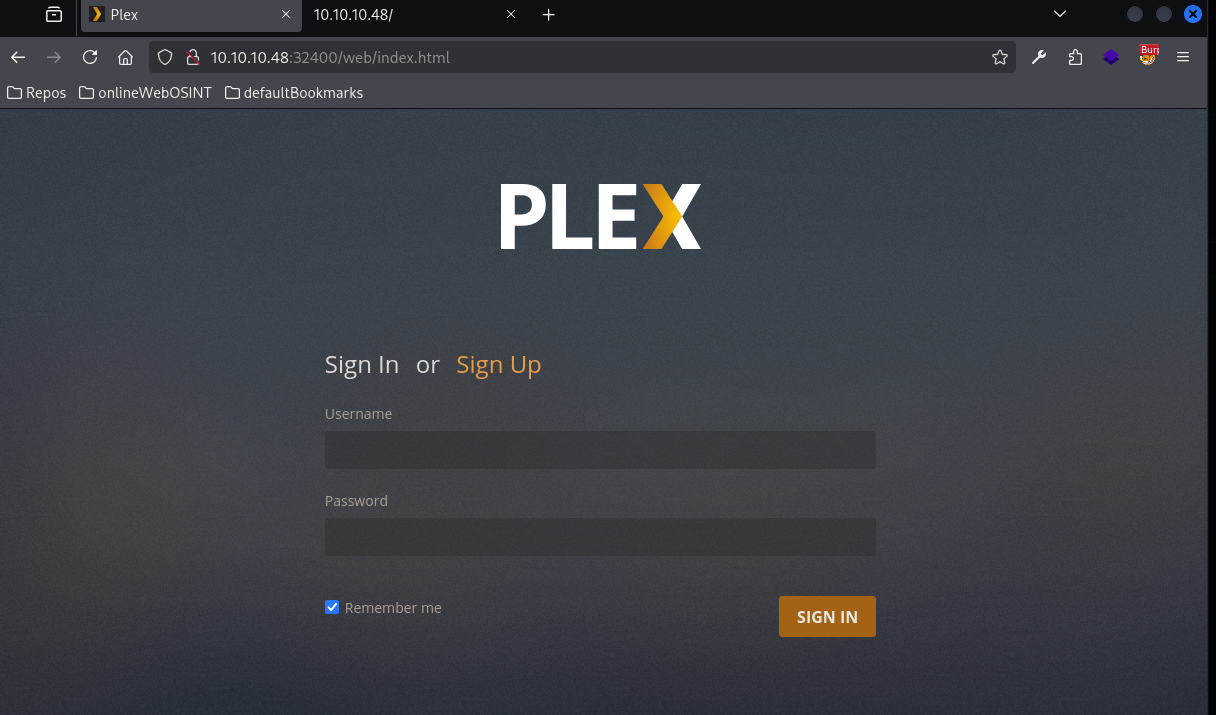 Plex 10.10.10.48/
10.10.10.48:32400/web/index.html
Repos onlineWebOSINT defaultBookmarks
PLEX
Sign In or Sign Up
Username
Password
Remember me SIGN IN